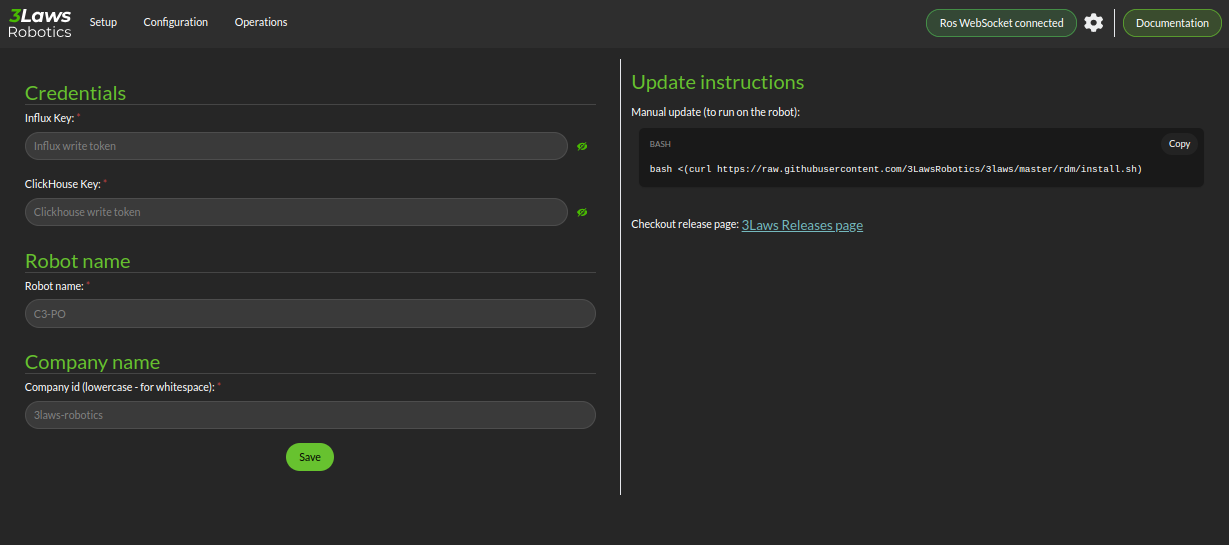 3Laws
Robotics
Setup
Configuration
Operations
Ros WebSocket connected
Documentation
Credentials
Influx Key: *
Influx write token
ClickHouse Key: *
Clickhouse write token
Robot name
Robot name: *
C3-PO
Company name
Company id (lowercase - for whitespace): *
3laws-robotics
Save
Update instructions
Manual update (to run on the robot):
BASH
Copy
bash <(curl https://raw.githubusercontent.com/3LawsRobotics/3laws/master/rdm/install.sh)
Checkout release page: 3Laws Releases page